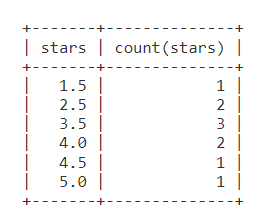 +-------+--------------+
| stars | count(stars) |
+-------+--------------+
|   1.5 |            1 |
|   2.5 |            2 |
|   3.5 |            3 |
|   4.0 |            2 |
|   4.5 |            1 |
|   5.0 |            1 |
+-------+--------------+